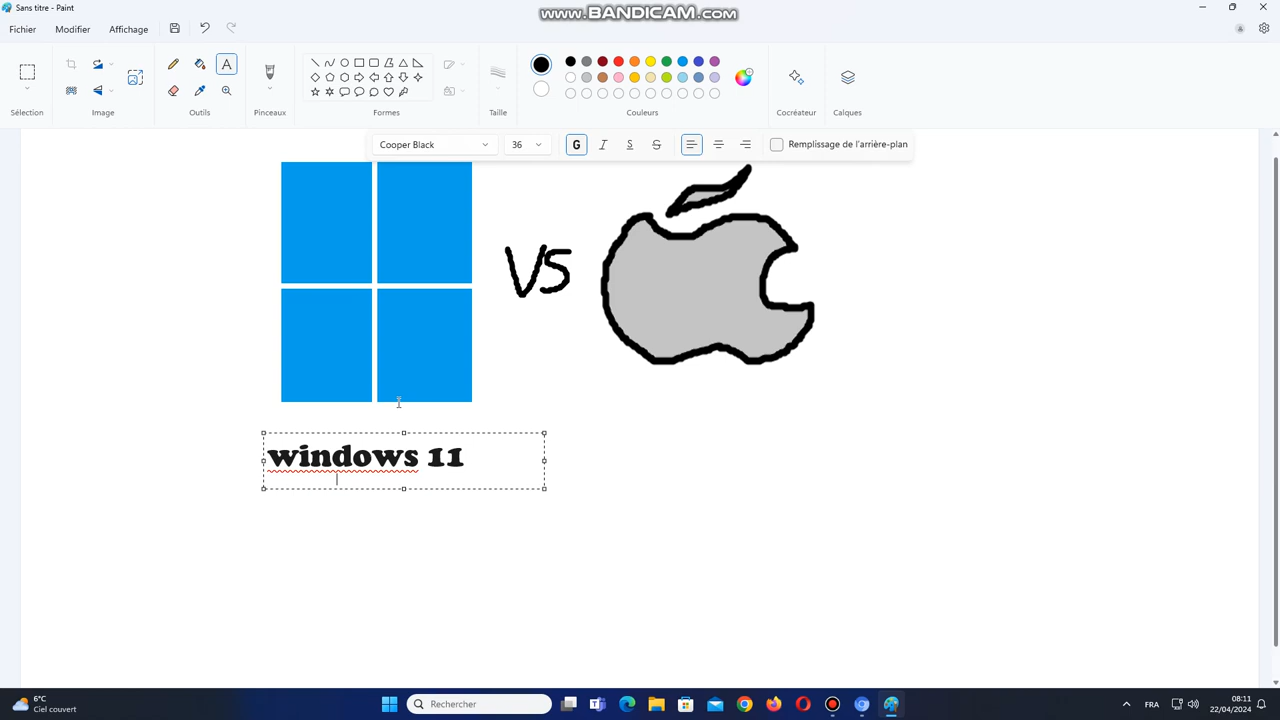 Sans titre - Paint
www.BANDICAM.com
Fichier
Modifier
Affichage
Sélection
Image
Outils
Pinceaux
Formes
Taille
Couleurs
Cocréateur
Calques
Cooper Black
36
G
I
S
Remplissage de l'arrière-plan
VS
windows 11
6°C
Ciel couvert
Rechercher
FRA
08:11
22/04/2024